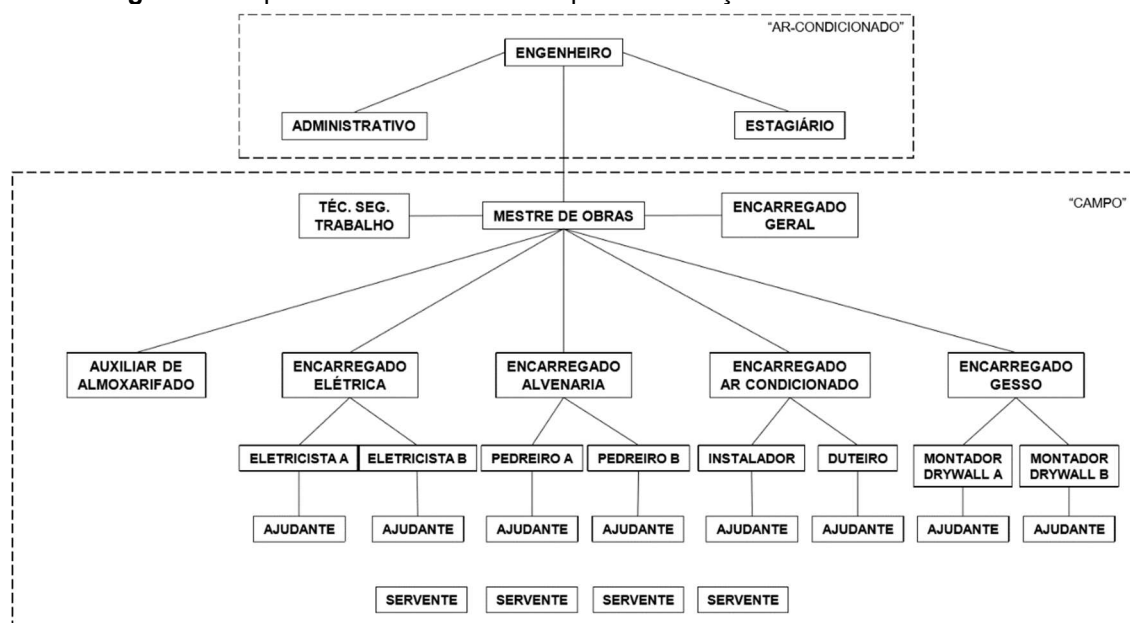 "AR-CONDICIONADO"
ENGENHEIRO
ADMINISTRATIVO
ESTAGIÁRIO
"CAMPO"
TÉC. SEG.
TRABALHO
MESTRE DE OBRAS
ENCARREGADO
GERAL
AUXILIAR DE
ALMOXARIFADO
ENCARREGADO
ELÉTRICA
ENCARREGADO
ALVENARIA
ENCARREGADO
AR CONDICIONADO
ENCARREGADO
GESSO
ELETRICISTA A
ELETRICISTA B
PEDREIRO A
PEDREIRO B
INSTALADOR
DUTEIRO
MONTADOR
DRYWALL A
MONTADOR
DRYWALL B
AJUDANTE
AJUDANTE
AJUDANTE
AJUDANTE
AJUDANTE
AJUDANTE
AJUDANTE
AJUDANTE
SERVENTE
SERVENTE
SERVENTE
SERVENTE